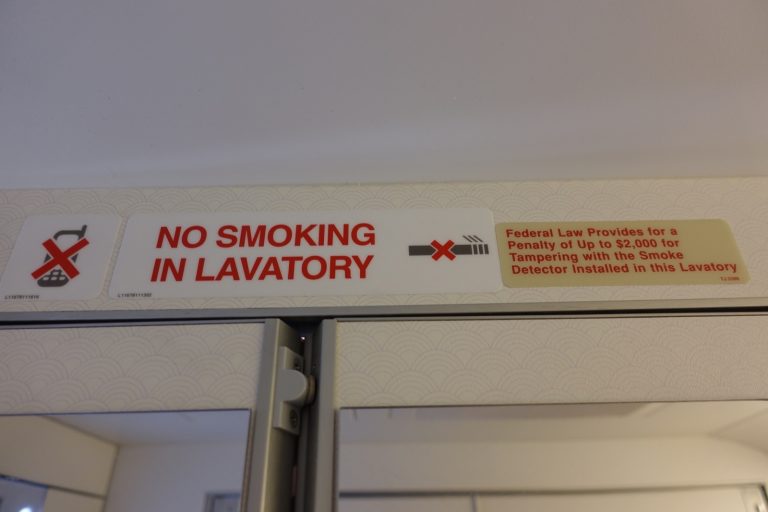 NO SMOKING
IN LAVATORY
Federal Law Provides for a
Penalty of Up to $2,000 for
Tampering with the Smoke
Detector Installed in this Lavatory